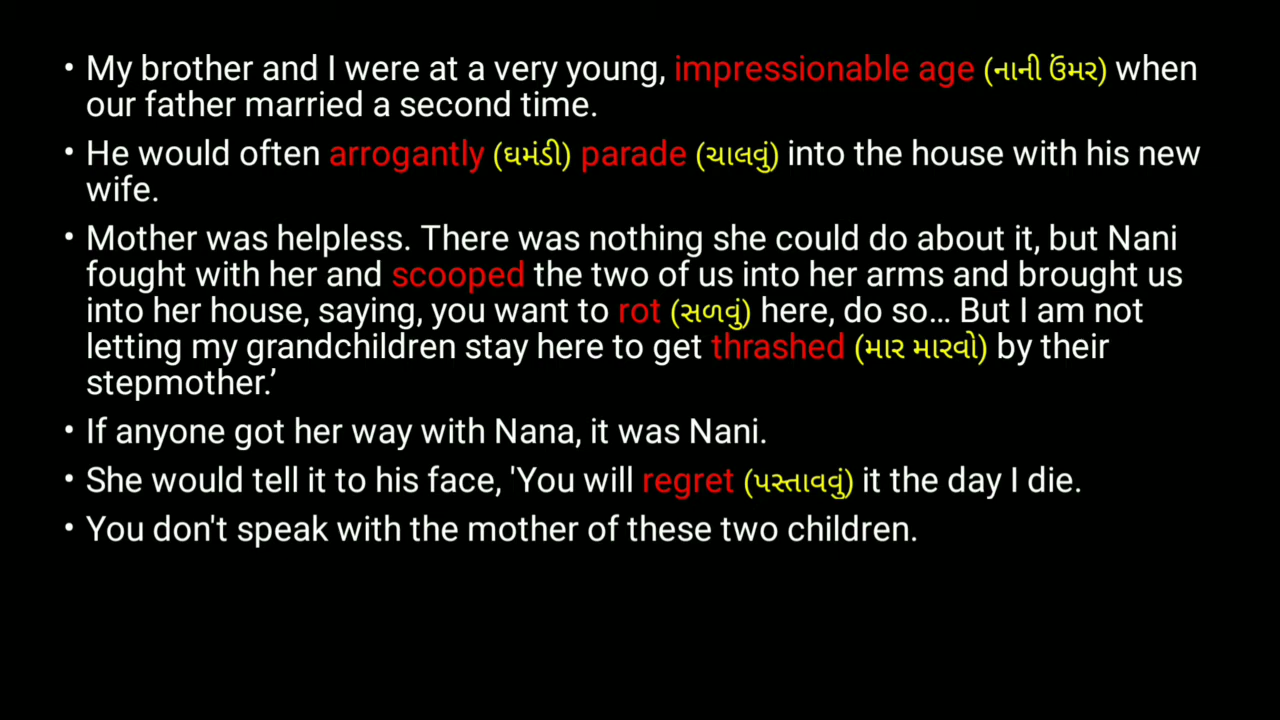 • My brother and I were at a very young, impressionable age (નાની ઉંમર) when
our father married a second time.
• He would often arrogantly (ઘમંડી) parade (ચાલવું) into the house with his new
wife.
• Mother was helpless. There was nothing she could do about it, but Nani
fought with her and scooped the two of us into her arms and brought us
into her house, saying, you want to rot (સળવું) here, do so... But I am not
letting my grandchildren stay here to get thrashed (માર મારવો) by their
stepmother.’
• If anyone got her way with Nana, it was Nani.
• She would tell it to his face, 'You will regret (પસ્તાવવું) it the day I die.
• You don't speak with the mother of these two children.